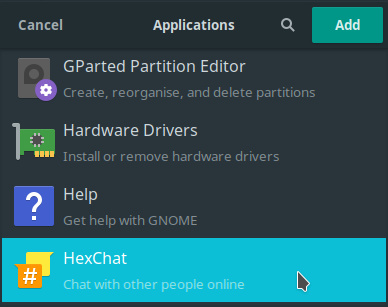 Cancel Applications Add
GParted Partition Editor
Create, reorganise, and delete partitions
Hardware Drivers
Install or remove hardware drivers
?
Help
Get help with GNOME
#
HexChat
Chat with other people online